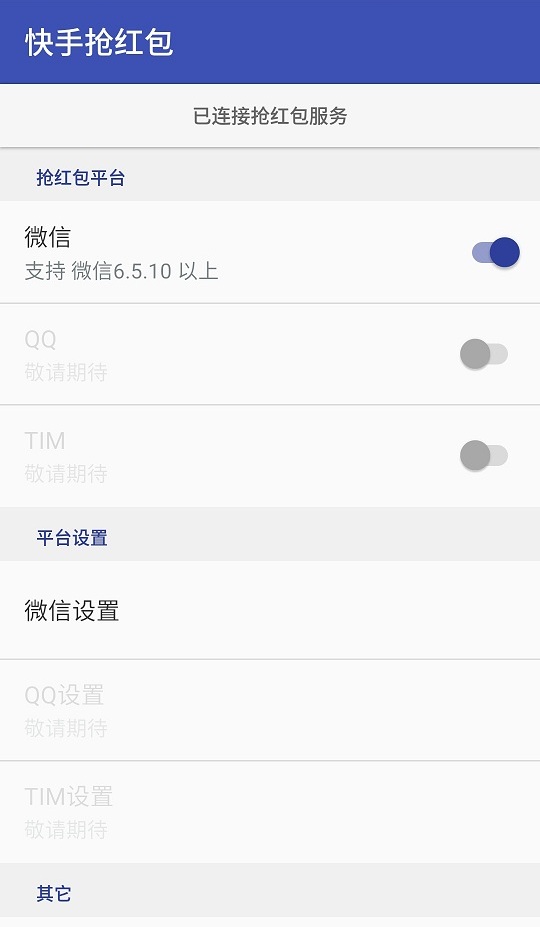 快手抢红包
已连接抢红包服务
抢红包平台
微信
支持 微信6.5.10 以上
QQ
敬请期待
TIM
敬请期待
平台设置
微信设置
QQ设置
敬请期待
TIM设置
敬请期待
其它